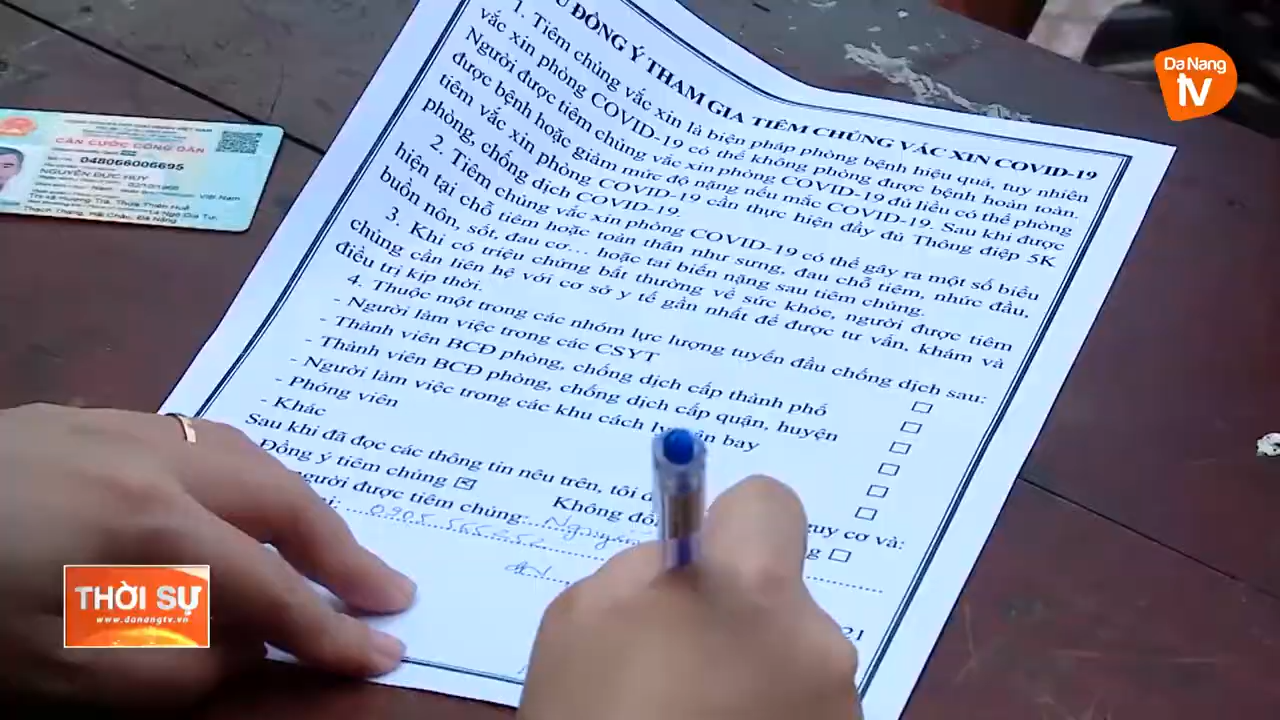 Da Nang
tv
CĂN CƯỚC CÔNG DÂN
048066006695
NGUYỄN ĐỨC HUY
ĐỒNG Ý THAM GIA TIÊM CHỦNG VẮC XIN COVID-19
1. Tiêm chủng vắc xin là biện pháp phòng bệnh hiệu quả, tuy nhiên
vắc xin phòng COVID-19 có thể không phòng được bệnh hoàn toàn.
Người được tiêm chủng vắc xin phòng COVID-19 đủ liều có thể phòng
được bệnh hoặc giảm mức độ nặng nếu mắc COVID-19. Sau khi được
tiêm vắc xin phòng COVID-19 cần thực hiện đầy đủ Thông điệp 5K
phòng, chống dịch COVID-19.
2. Tiêm chủng vắc xin phòng COVID-19 có thể gây ra một số biểu
hiện tại chỗ tiêm hoặc toàn thân như sưng, đau chỗ tiêm, nhức đầu,
buồn nôn, sốt, đau cơ... hoặc tai biến nặng sau tiêm chủng.
3. Khi có triệu chứng bất thường về sức khỏe, người được tiêm
chủng cần liên hệ với cơ sở y tế gần nhất để được tư vấn, khám và
điều trị kịp thời.
4. Thuộc một trong các nhóm lực lượng tuyến đầu chống dịch sau:
- Người làm việc trong các CSYT ☐
- Thành viên BCĐ phòng, chống dịch cấp thành phố ☐
- Thành viên BCĐ phòng, chống dịch cấp quận, huyện ☐
- Người làm việc trong các khu cách ly bay ☐
- Phóng viên ☐
- Khác ☐
Sau khi đã đọc các thông tin nêu trên, tôi guy cơ và:
Đồng ý tiêm chủng ☒ Không ☐
người được tiêm chủng: Nguyễn
21
THỜI SỰ
www.danangtv.vn